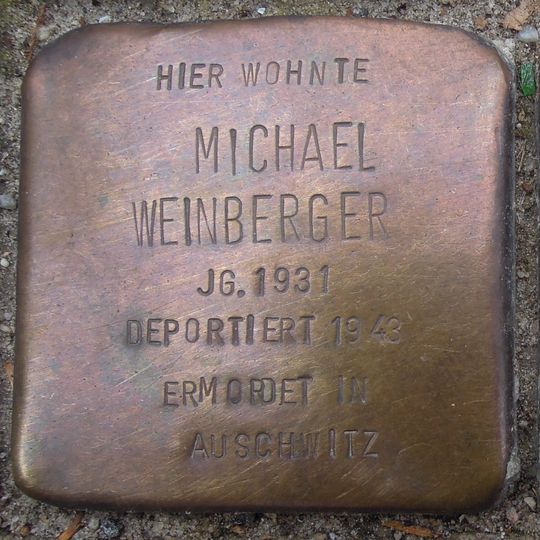 HIER WOHNTE
MICHAEL
WEINBERGER
JG. 1931
DEPORTIERT 1943
ERMORDET IN
AUSCHWITZ